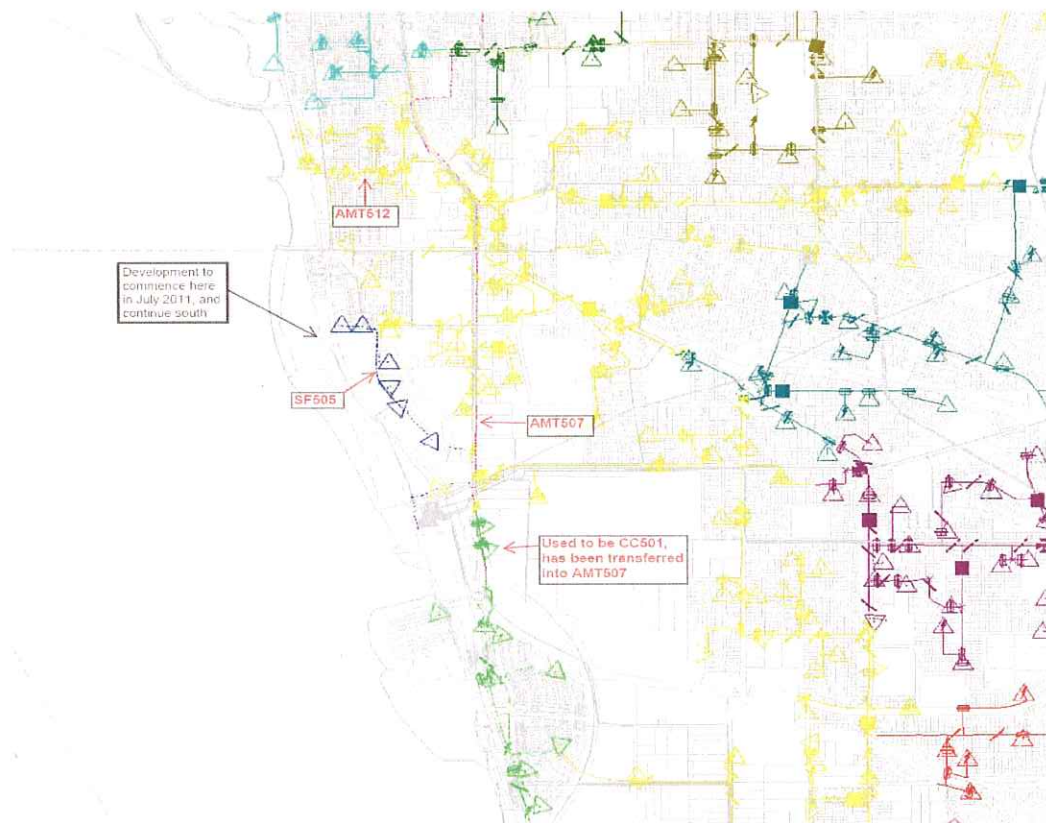 AMT512
Development to
commence here
in July 2011, and
continue south
SF505
AMT507
Used to be CC501,
has been transferred
into AMT507